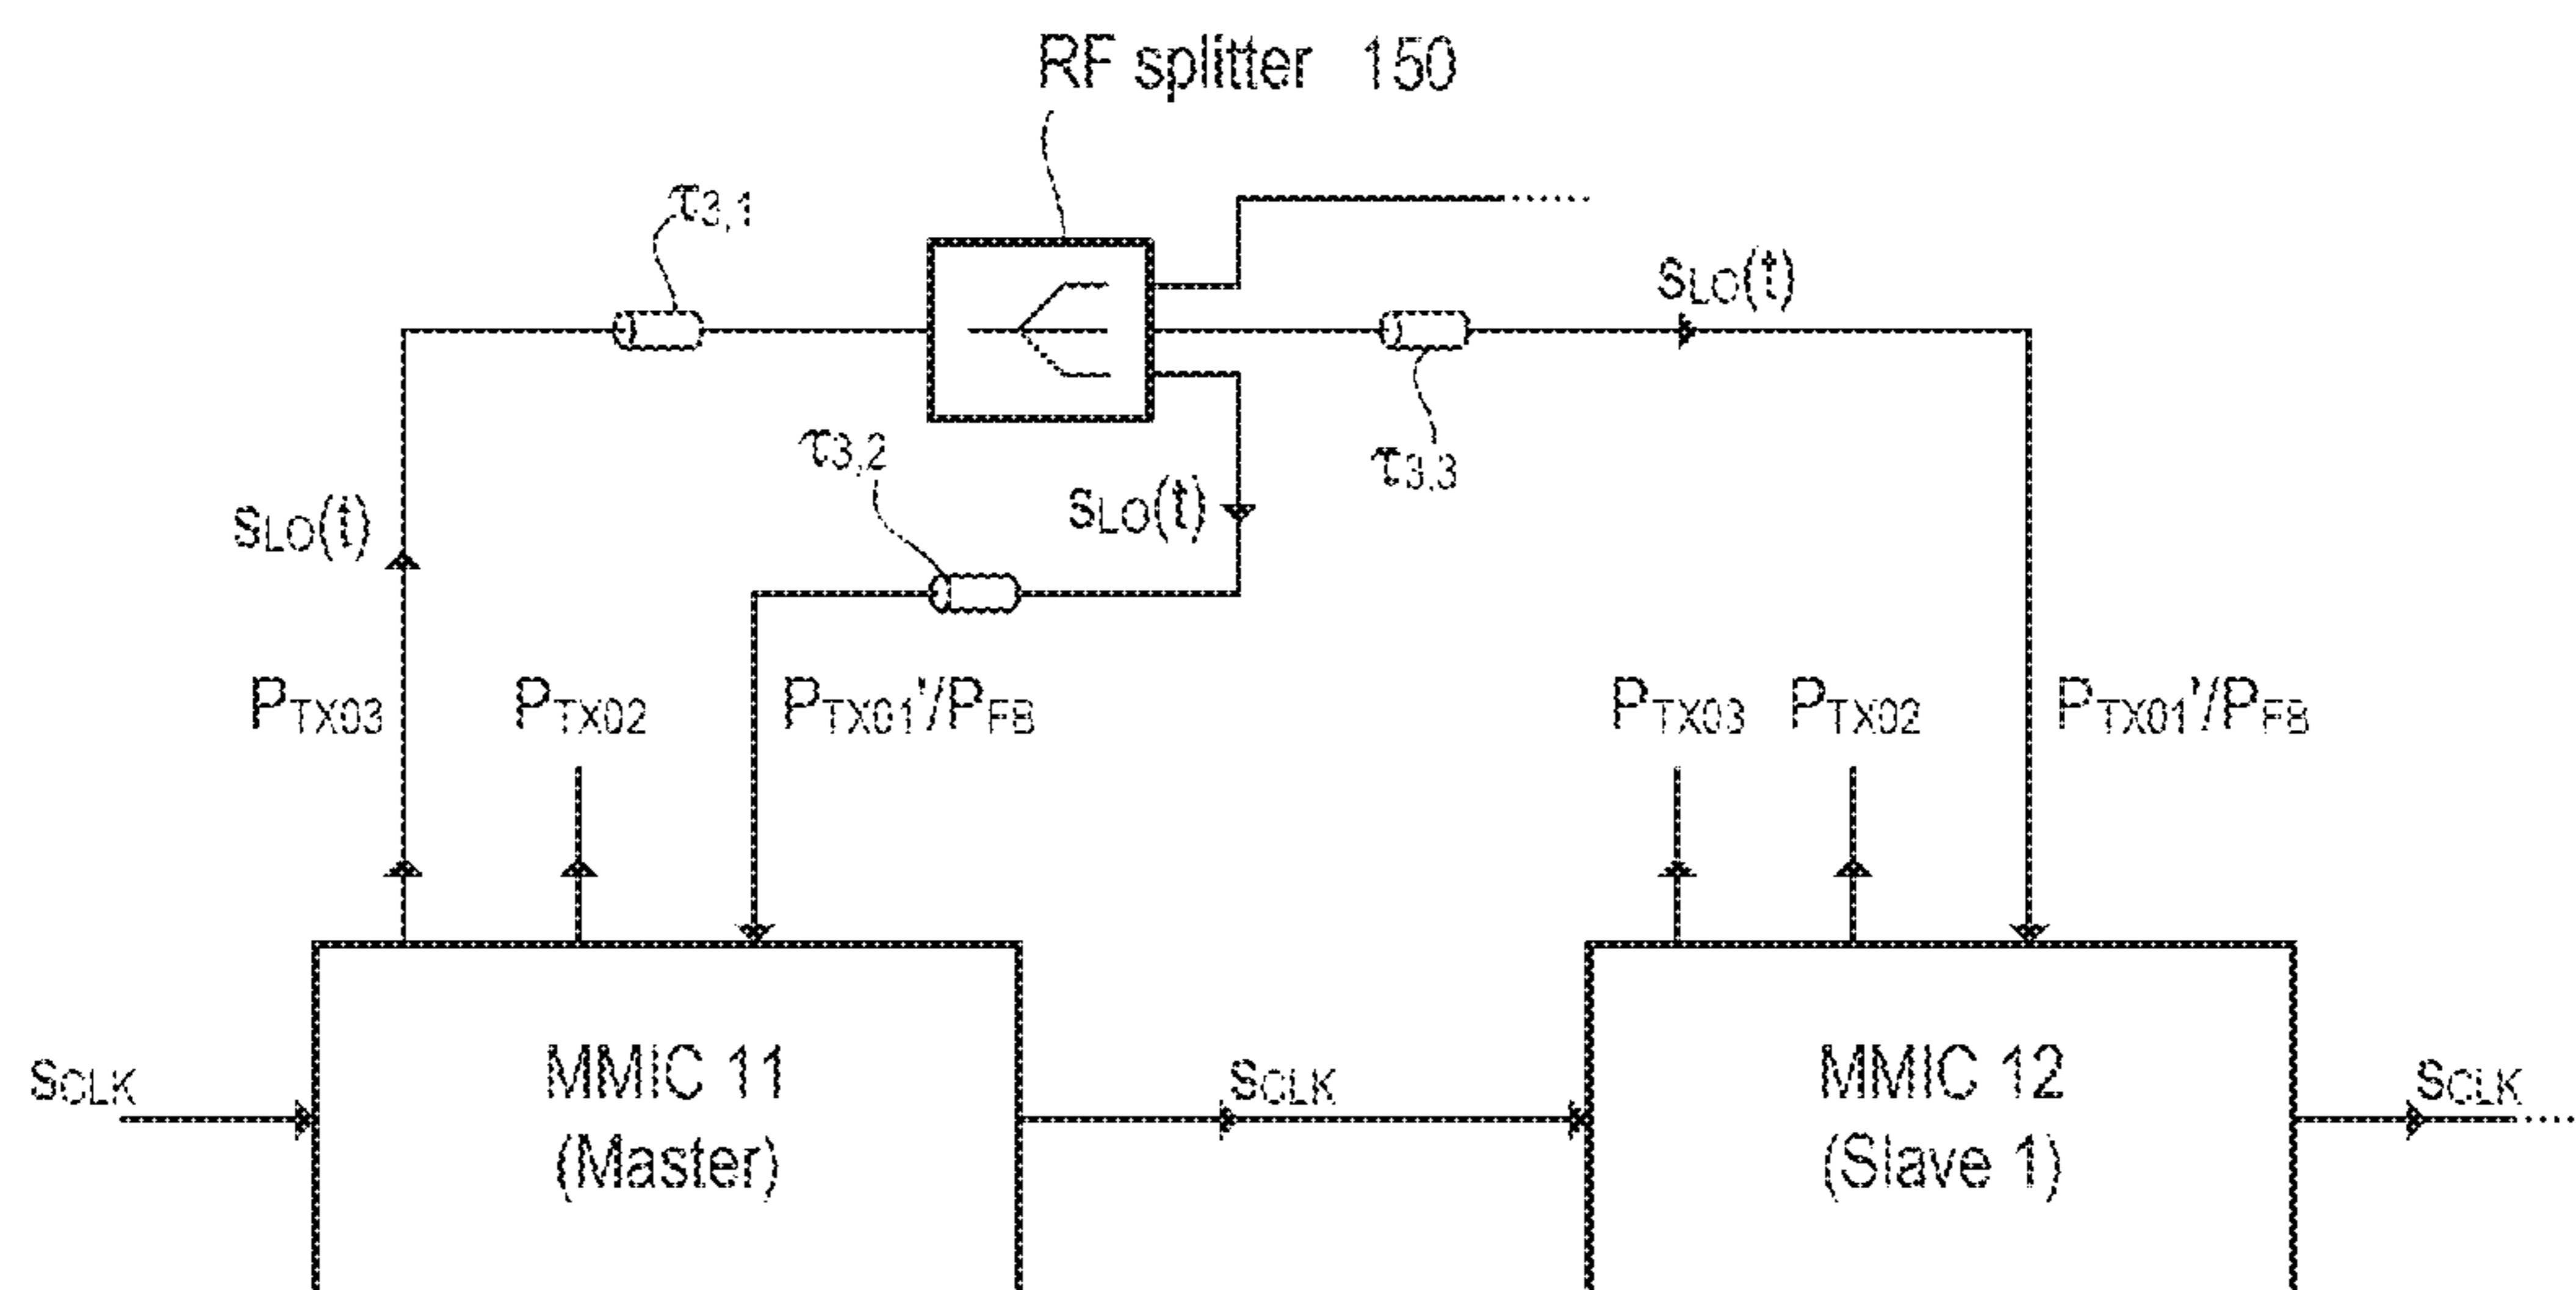 RF splitter 150
τ3,1
sLO(t)
τ3,2
sLO(t)
τ3,3
sLO(t)
PTX03
PTX02
PTX01'/PFB
PTX03
PTX02
PTX01'/PFB
sCLK
MMIC 11
(Master)
sCLK
MMIC 12
(Slave 1)
sCLK